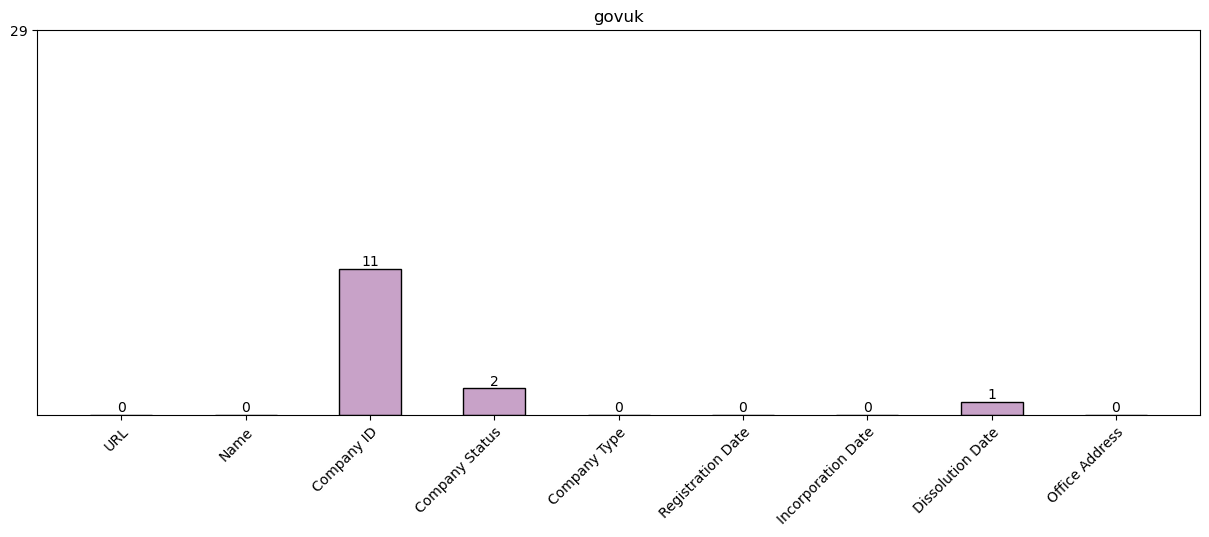 govuk
29
11
2
1
0
0
0
0
0
0
URL
Name
Company ID
Company Status
Company Type
Registration Date
Incorporation Date
Dissolution Date
Office Address